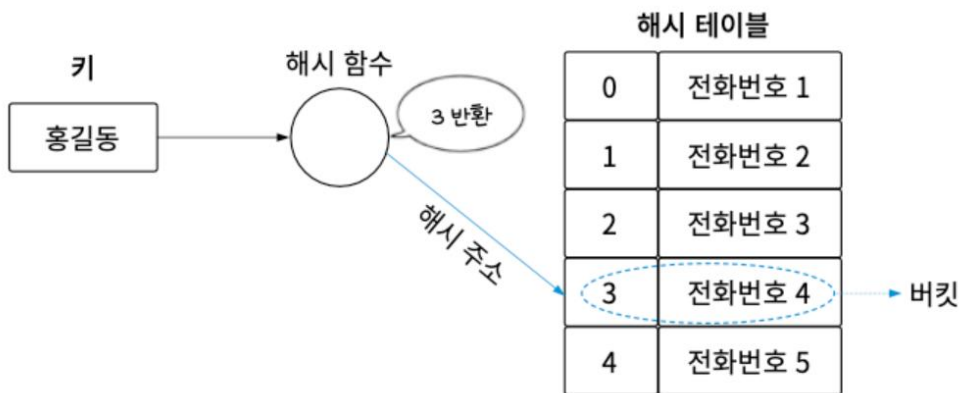 키
홍길동
해시 함수
3 반환
해시 주소
해시 테이블
0 전화번호 1
1 전화번호 2
2 전화번호 3
3 전화번호 4
4 전화번호 5
버킷